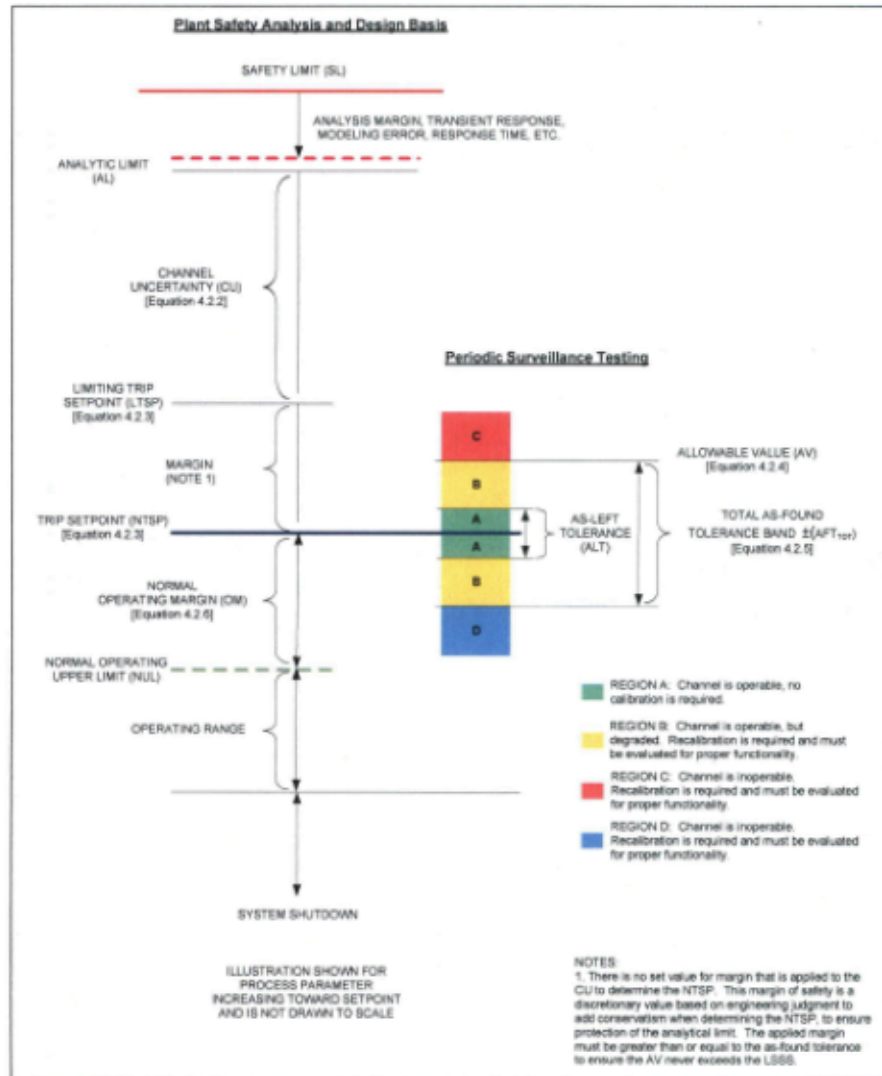 Plant Safety Analysis and Design Basis
SAFETY LIMIT (SL)
ANALYSIS MARGIN, TRANSIENT RESPONSE,
MODELING ERROR, RESPONSE TIME, ETC.
ANALYTIC LIMIT
(AL)
CHANNEL
UNCERTAINTY (CU)
[Equation 4.2.2]
Periodic Surveillance Testing
LIMITING TRIP
SETPOINT (LTSP)
[Equation 4.2.3]
C
ALLOWABLE VALUE (AV)
[Equation 4.2.4]
MARGIN
(NOTE 1)
B
TRIP SETPOINT (NTSP)
[Equation 4.2.3]
A
A
AS-LEFT
TOLERANCE
(ALT)
TOTAL AS-FOUND
TOLERANCE BAND ±(AFTTOT)
[Equation 4.2.5]
B
NORMAL
OPERATING MARGIN (OM)
[Equation 4.2.6]
D
NORMAL OPERATING
UPPER LIMIT (NUL)
OPERATING RANGE
REGION A: Channel is operable, no
calibration is required.
REGION B: Channel is operable, but
degraded. Recalibration is required and must
be evaluated for proper functionality.
REGION C: Channel is inoperable.
Recalibration is required and must be evaluated
for proper functionality.
REGION D: Channel is inoperable.
Recalibration is required and must be evaluated
for proper functionality.
SYSTEM SHUTDOWN
ILLUSTRATION SHOWN FOR
PROCESS PARAMETER
INCREASING TOWARD SETPOINT
AND IS NOT DRAWN TO SCALE
NOTES:
1. There is no set value for margin that is applied to the
CU to determine the NTSP. This margin of safety is a
discretionary value based on engineering judgment to
add conservatism when determining the NTSP, to ensure
protection of the analytical limit. The applied margin
must be greater than or equal to the as-found tolerance
to ensure the AV never exceeds the LSSS.